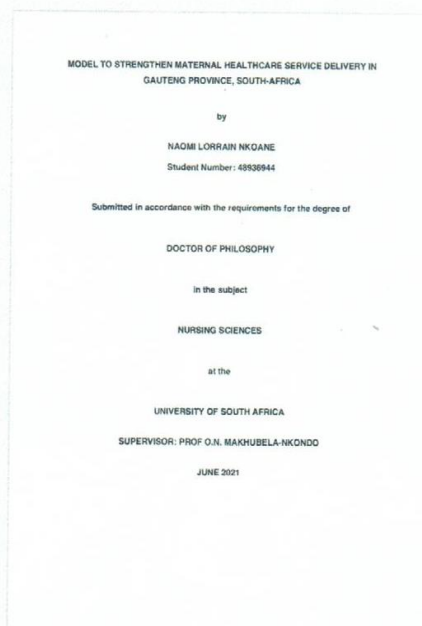 MODEL TO STRENGTHEN MATERNAL HEALTHCARE SERVICE DELIVERY IN
GAUTENG PROVINCE, SOUTH-AFRICA
by
NAOMI LORRAIN NKOANE
Student Number: 48936944
Submitted in accordance with the requirements for the degree of
DOCTOR OF PHILOSOPHY
in the subject
NURSING SCIENCES
at the
UNIVERSITY OF SOUTH AFRICA
SUPERVISOR: PROF O.N. MAKHUBELA-NKONDO
JUNE 2021